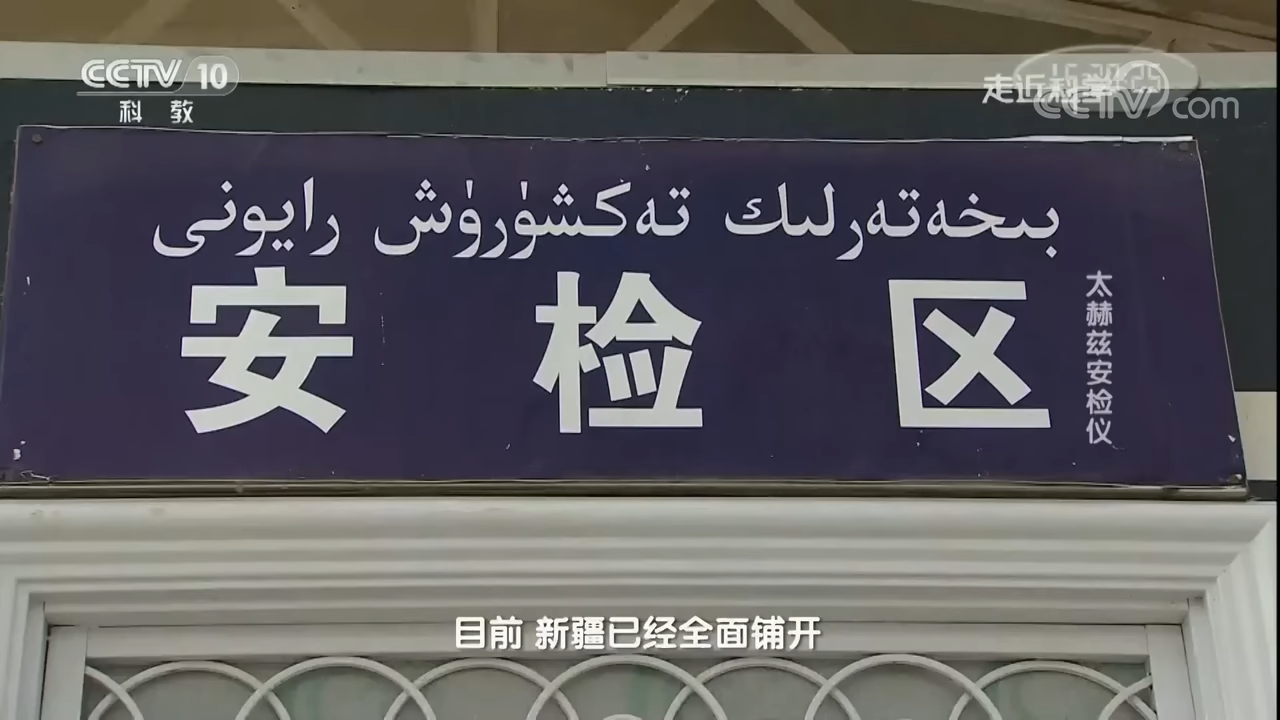 CCTV 10
科教
走近科学
CCTV.com
بىخەتەرلىك تەكشۈرۈش رايونى
安检区
太赫兹安检仪
目前 新疆已经全面铺开